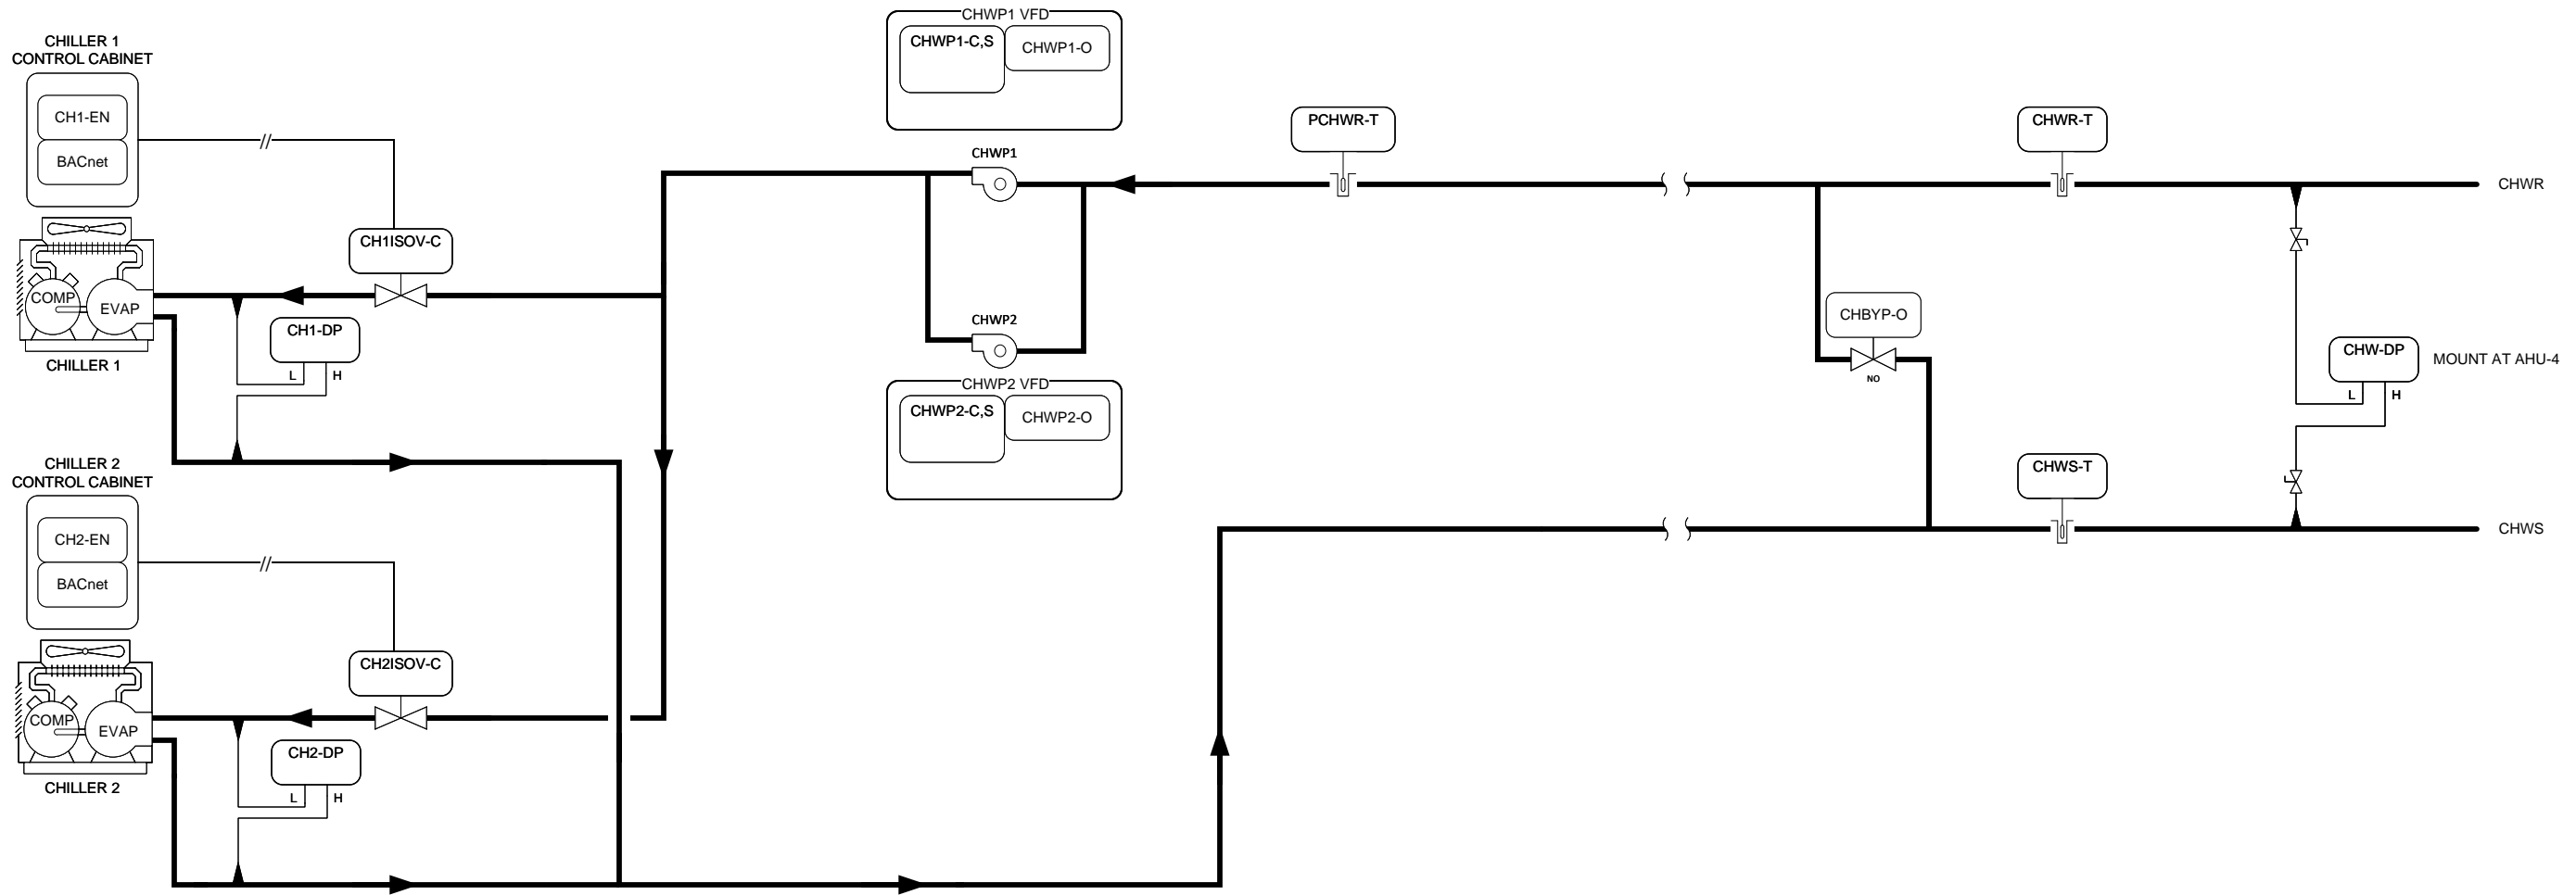 CHWP1 VFD
CHWP1-C,S
CHWP1-O
CHILLER 1
CONTROL CABINET
CH1-EN
BACnet
PCHWR-T
CHWR-T
CHWP1
CHWR
CH1ISOV-C
COMP
EVAP
CH1-DP
L
H
CHILLER 1
CHWP2
CHBYP-O
NO
CHW-DP
L
H
MOUNT AT AHU-4
CHWP2 VFD
CHWP2-C,S
CHWP2-O
CHILLER 2
CONTROL CABINET
CH2-EN
BACnet
CHWS-T
CHWS
CH2ISOV-C
COMP
EVAP
CH2-DP
L
H
CHILLER 2